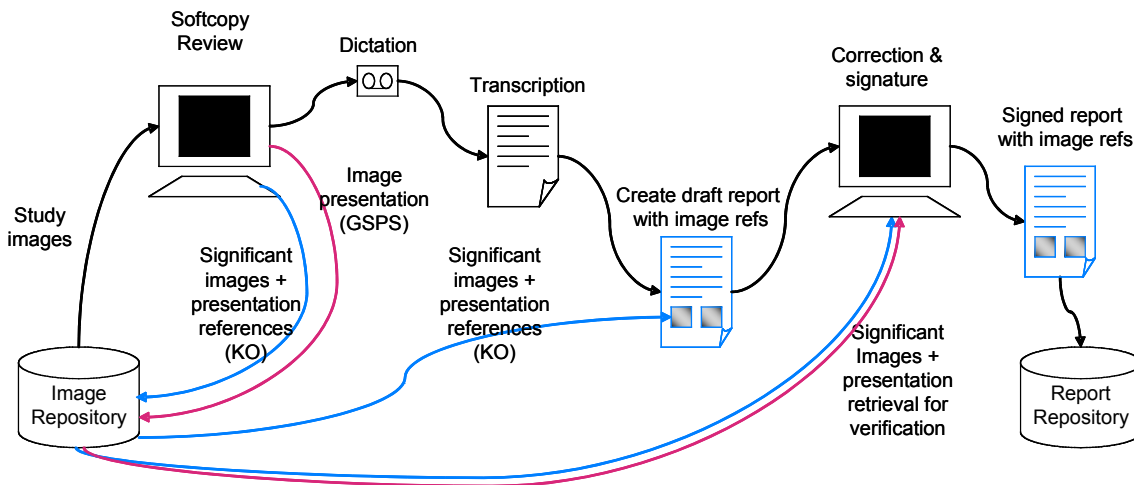 Softcopy
Review
Dictation
Transcription
Correction &
signature
Signed report
with image refs
Image
presentation
(GSPS)
Create draft report
with image refs
Study
images
Significant
images +
presentation
references
(KO)
Significant
images +
presentation
references
(KO)
Significant
Images +
presentation
retrieval for
verification
Image
Repository
Report
Repository